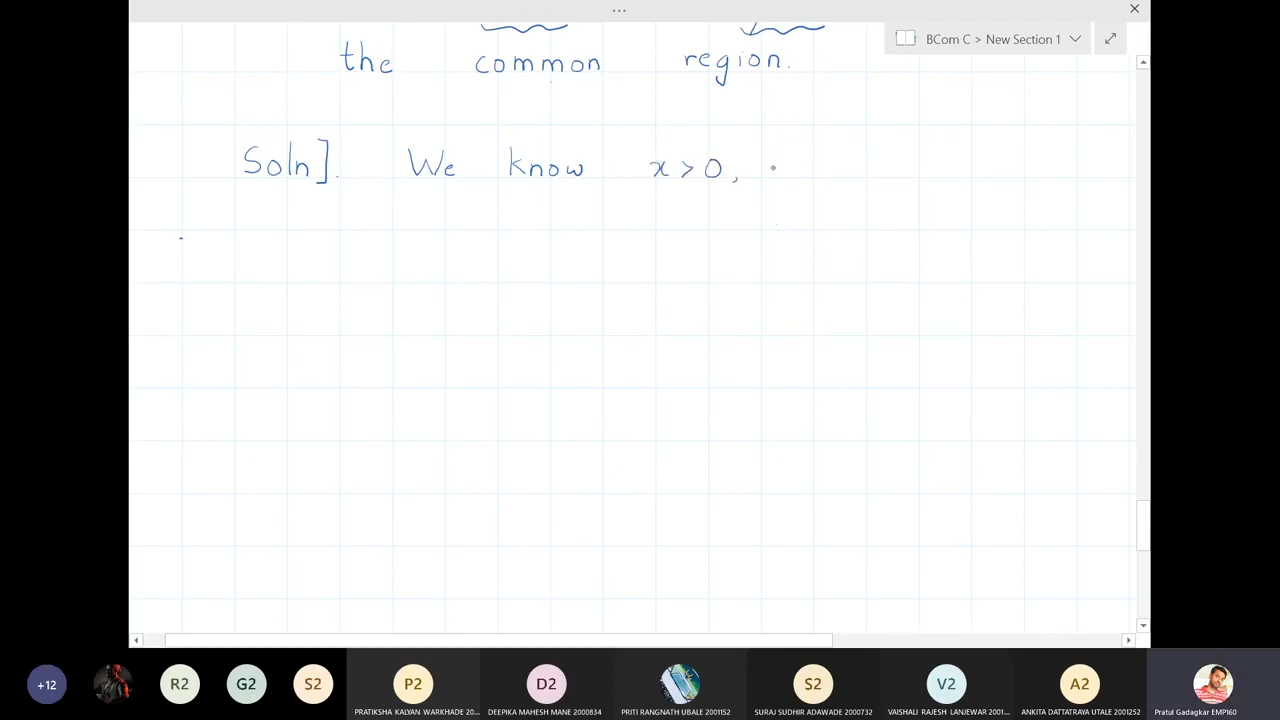 BCom C > New Section 1
the common region.
Soln]. We know x > 0,
+12
R2
G2
S2
P2
D2
S2
V2
A2
PRATIKSHA KALYAN WARKHADE 20...
DEEPIKA MAHESH MANE 2000834
PRITI RANGNATH UBALE 2001152
SURAJ SUDHIR ADAWADE 2000732
VAISHALI RAJESH LANJEWAR 2001...
ANKITA DATTATRAYA UTALE 2001252
Pratul Gadagkar EMP160